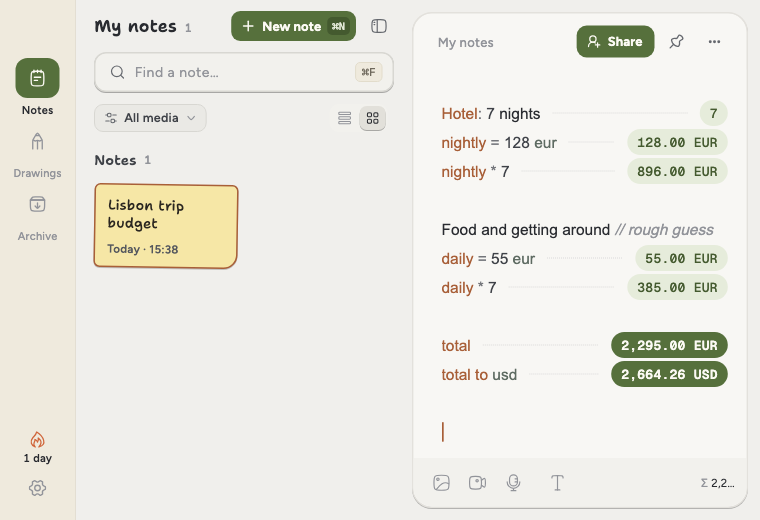 Notes
Drawings
Archive
1 day
My notes 1
New note ⌘N
Find a note... ⌘F
All media
Notes 1
Lisbon trip
budget
Today · 15:38
My notes
Share
Hotel: 7 nights 7
nightly = 128 eur 128.00 EUR
nightly * 7 896.00 EUR
Food and getting around // rough guess
daily = 55 eur 55.00 EUR
daily * 7 385.00 EUR
total 2,295.00 EUR
total to usd 2,664.26 USD
Σ 2,2...